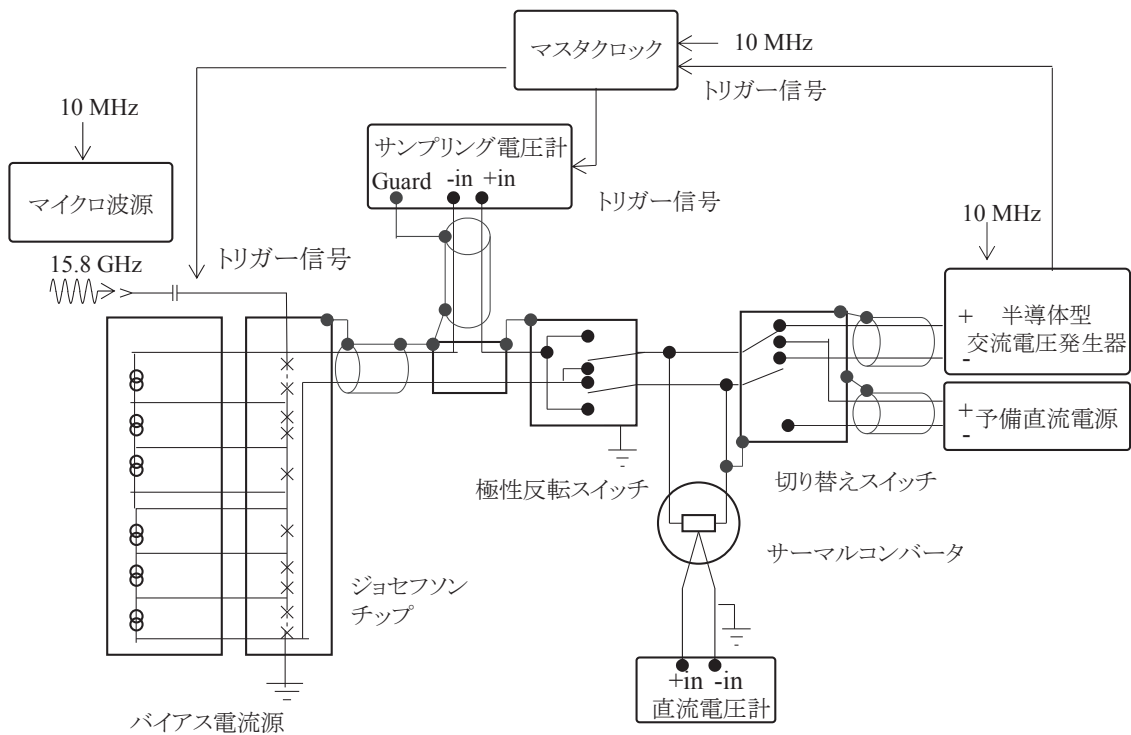 マスタクロック
10 MHz
トリガー信号
10 MHz
マイクロ波源
サンプリング電圧計
Guard -in +in
トリガー信号
10 MHz
15.8 GHz
トリガー信号
+ 半導体型
交流電圧発生器
-
+ 予備直流電源
-
極性反転スイッチ
切り替えスイッチ
サーマルコンバータ
ジョセフソン
チップ
+in -in
直流電圧計
バイアス電流源